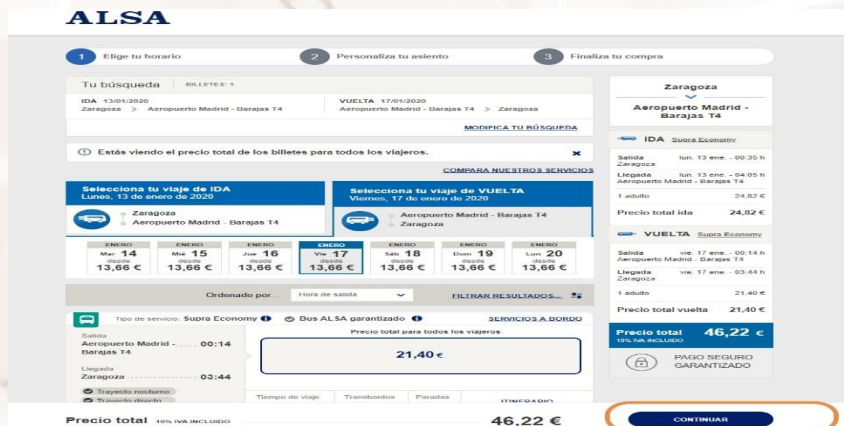 ALSA
1 Elige tu horario 2 Personaliza tu asiento 3 Finaliza tu compra
Tu búsqueda BILLETES: 1
IDA 13/01/2020
Zaragoza > Aeropuerto Madrid - Barajas T4
VUELTA 17/01/2020
Aeropuerto Madrid - Barajas T4 > Zaragoza
MODIFICA TU BÚSQUEDA
Estás viendo el precio total de los billetes para todos los viajeros.
COMPARA NUESTROS SERVICIOS
Selecciona tu viaje de IDA
Lunes, 13 de enero de 2020
Zaragoza
Aeropuerto Madrid - Barajas T4
Selecciona tu viaje de VUELTA
Viernes, 17 de enero de 2020
Aeropuerto Madrid - Barajas T4
Zaragoza
ENERO ENERO ENERO ENERO ENERO ENERO ENERO
Mar 14 Mié 15 Jue 16 Vie 17 Sáb 18 Dom 19 Lun 20
desde desde desde desde desde desde desde
13,66 € 13,66 € 13,66 € 13,66 € 13,66 € 13,66 € 13,66 €
Ordenado por... Hora de salida FILTRAR RESULTADOS...
Tipo de servicio: Supra Economy Bus ALSA garantizado SERVICIOS A BORDO
Salida
Aeropuerto Madrid - 00:14
Barajas T4
Llegada
Zaragoza 03:44
Trayecto nocturno
Trayecto directo
Precio total para todos los viajeros
21,40 €
Tiempo de viaje Transbordos Paradas ITINERARIO
Zaragoza
Aeropuerto Madrid -
Barajas T4
IDA Supra Economy
Salida lun. 13 ene. - 00:35 h
Zaragoza
Llegada lun. 13 ene. - 04:05 h
Aeropuerto Madrid - Barajas T4
1 adulto 24,82 €
Precio total ida 24,82 €
VUELTA Supra Economy
Salida vie. 17 ene. - 00:14 h
Aeropuerto Madrid - Barajas T4
Llegada vie. 17 ene. - 03:44 h
Zaragoza
1 adulto 21,40 €
Precio total vuelta 21,40 €
Precio total 46,22 €
10% IVA INCLUIDO
PAGO SEGURO
GARANTIZADO
Precio total 10% IVA INCLUIDO 46,22 € CONTINUAR